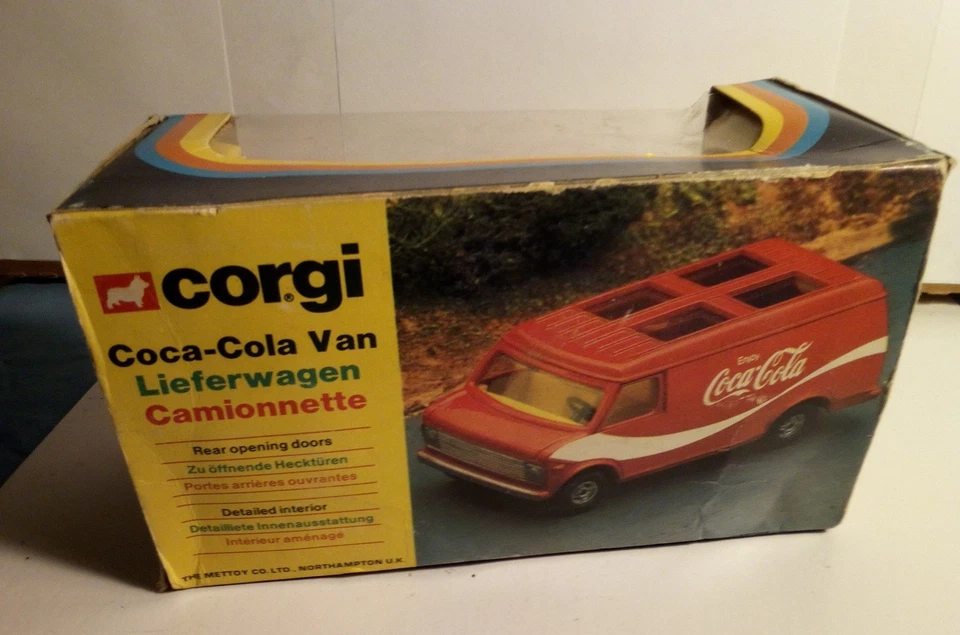 corgi®
Coca-Cola Van
Lieferwagen
Camionnette
Rear opening doors
Zu öffnende Hecktüren
Portes arrières ouvrantes
Detailed interior
Detailliete Innenausstattung
Intérieur aménagé
THE METTOY CO. LTD., NORTHAMPTON U.K.
Enjoy
Coca-Cola